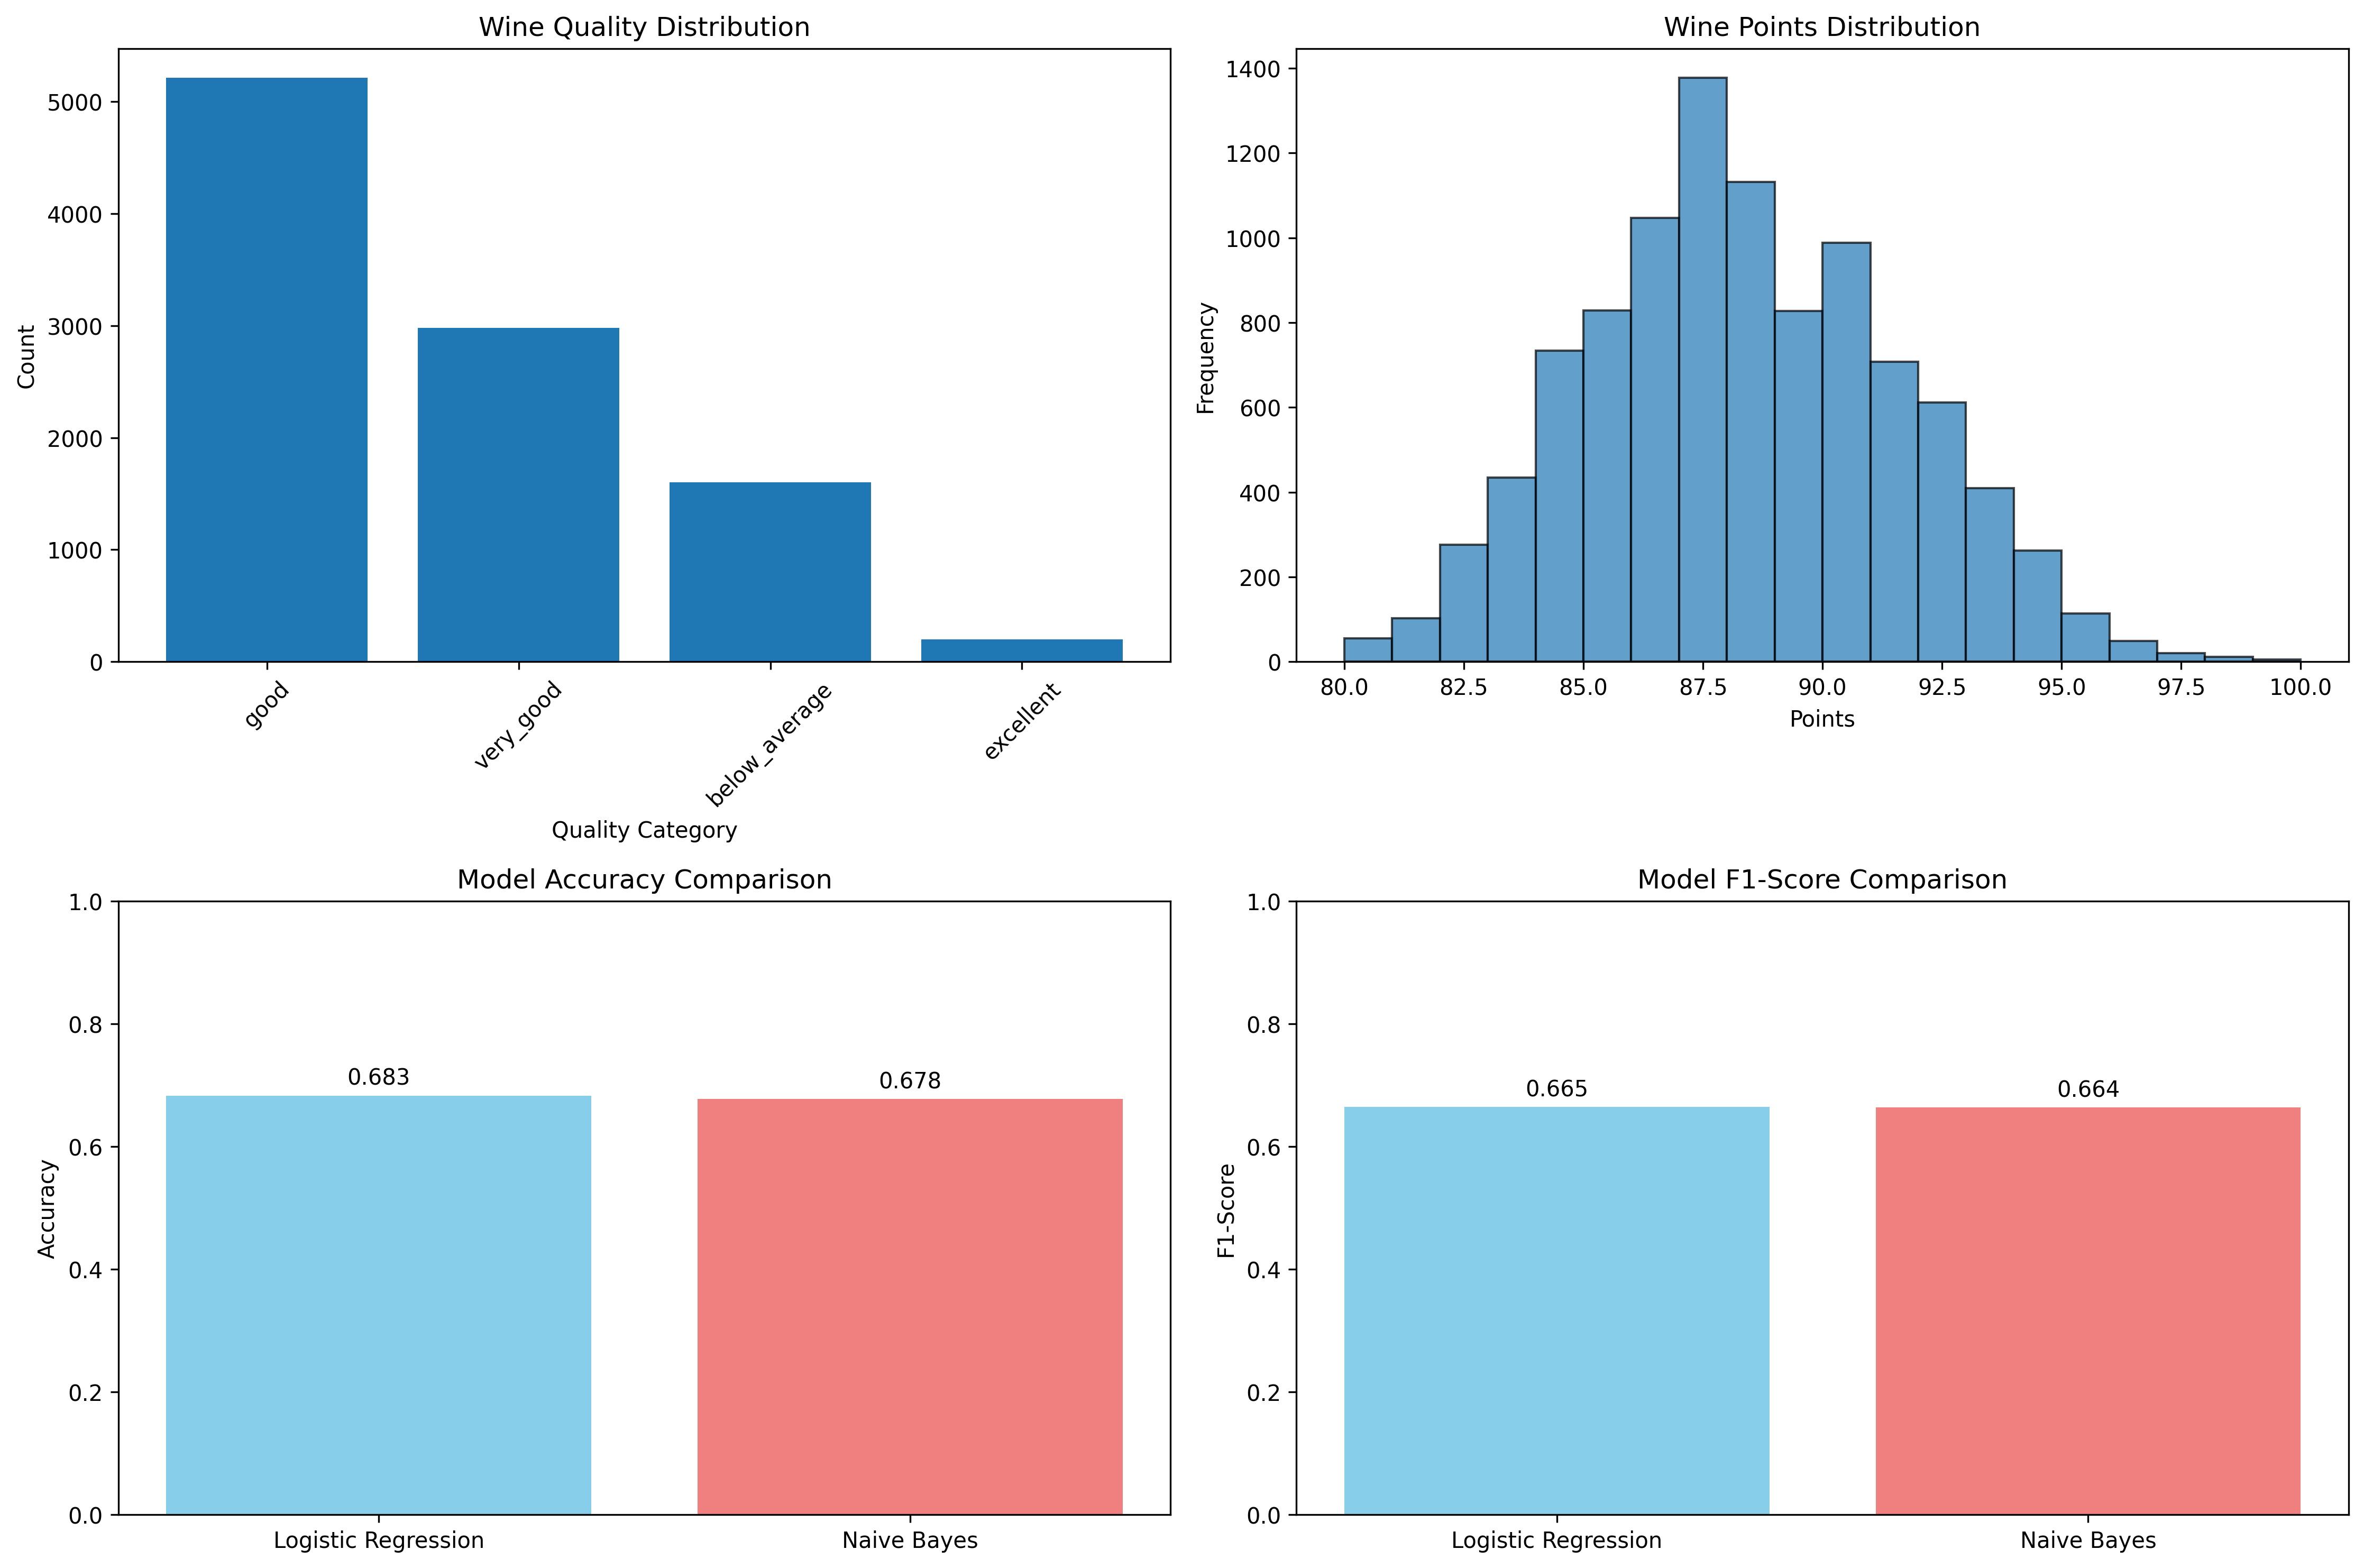 Wine Quality Distribution
Count
5000
4000
3000
2000
1000
0
good
very_good
below_average
excellent
Quality Category
Wine Points Distribution
Frequency
1400
1200
1000
800
600
400
200
0
80.0 82.5 85.0 87.5 90.0 92.5 95.0 97.5 100.0
Points
Model Accuracy Comparison
Accuracy
1.0
0.8
0.6
0.4
0.2
0.0
0.683
0.678
Logistic Regression
Naive Bayes
Model F1-Score Comparison
F1-Score
1.0
0.8
0.6
0.4
0.2
0.0
0.665
0.664
Logistic Regression
Naive Bayes